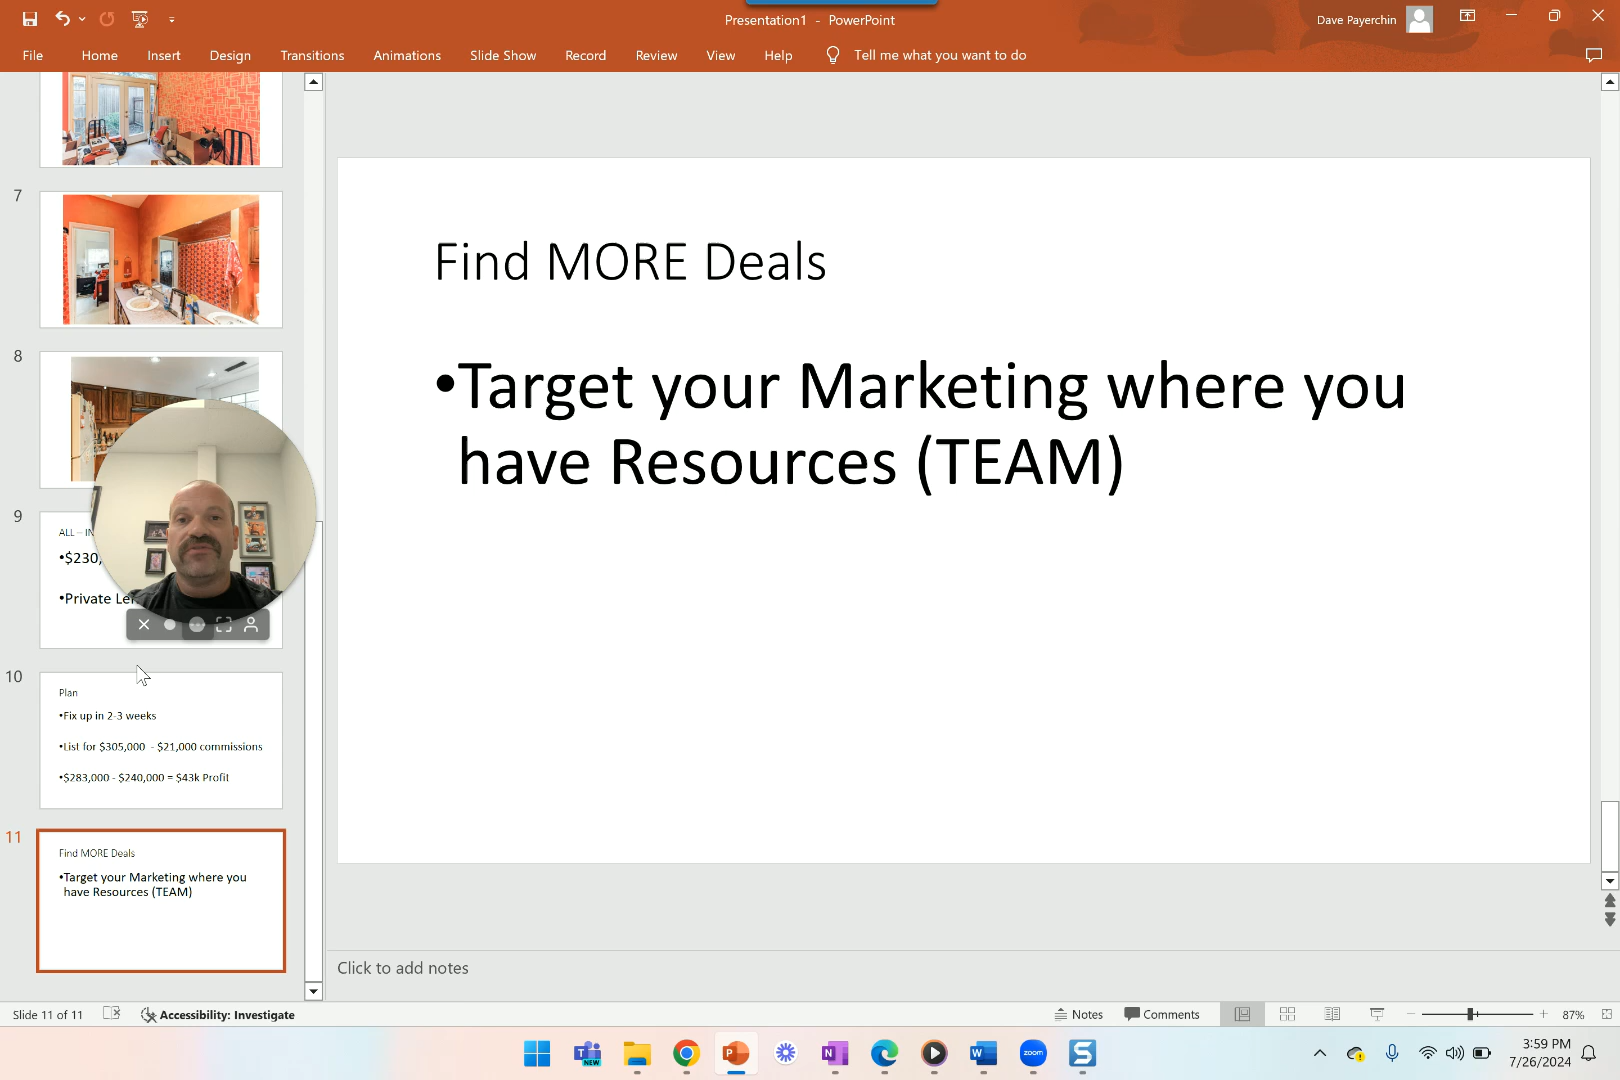 Presentation1 - PowerPoint
Dave Payerchin
File Home Insert Design Transitions Animations Slide Show Record Review View Help Tell me what you want to do
7
8
9
ALL – IN
•$230,
•Private Le
10
Plan
•Fix up in 2-3 weeks
•List for $305,000 - $21,000 commissions
•$283,000 - $240,000 = $43k Profit
11
Find MORE Deals
•Target your Marketing where you
have Resources (TEAM)
Find MORE Deals
•Target your Marketing where you
have Resources (TEAM)
Click to add notes
Slide 11 of 11 Accessibility: Investigate Notes Comments 87%
NEW
zoom
3:59 PM
7/26/2024